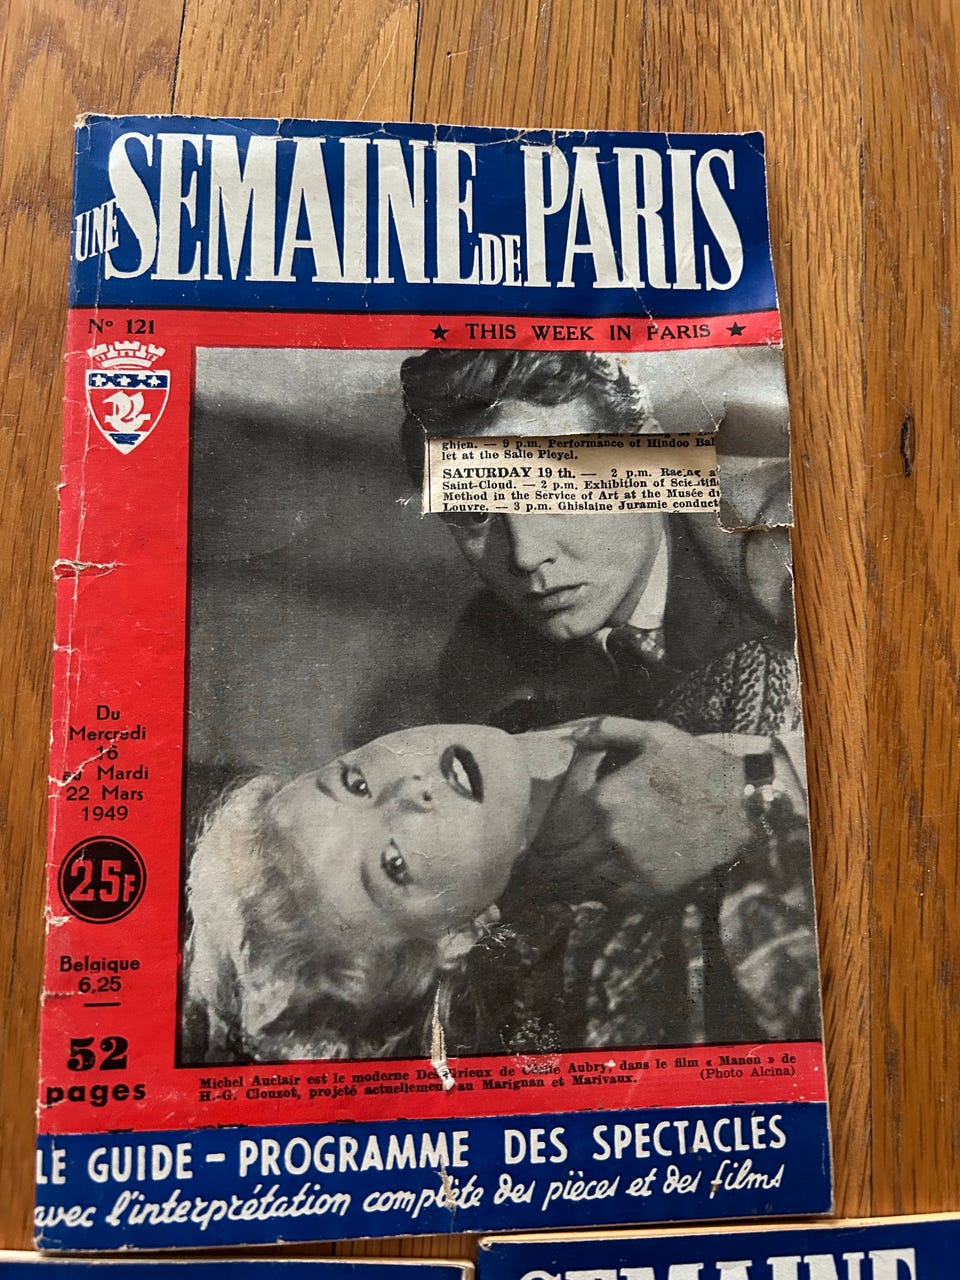 UNE SEMAINE DE PARIS
N° 121
★ THIS WEEK IN PARIS ★
ghien. — 9 p.m. Performance of Hindoo Bal
let at the Salle Pleyel.
SATURDAY 19 th. — 2 p.m. Racing a
Saint-Cloud. — 2 p.m. Exhibition of Scientifi
Method in the Service of Art at the Musée du
Louvre. — 3 p.m. Ghislaine Juramie conduct
Du
Mercredi
16
au Mardi
22 Mars
1949
25F
Belgique
6,25
52
pages
Michel Auclair est le moderne Des Grieux de Cécile Aubry, dans le film « Manon » de
H.-G. Clouzot, projeté actuellement au Marignan et Marivaux. (Photo Alcina)
LE GUIDE - PROGRAMME DES SPECTACLES
avec l'interprétation complète des pièces et des films
SEMAINE